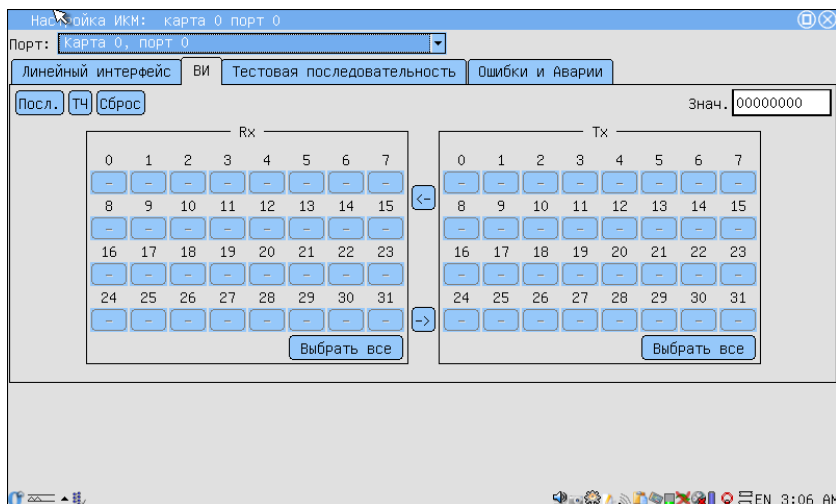 Настройка ИКМ: карта 0 порт 0
Порт: Карта 0, порт 0
Линейный интерфейс ВИ Тестовая последовательность Ошибки и Аварии
Посл. ТЧ Сброс Знач. 00000000
Rx Tx
0 1 2 3 4 5 6 7 0 1 2 3 4 5 6 7
- - - - - - - - <- - - - - - - - -
8 9 10 11 12 13 14 15 8 9 10 11 12 13 14 15
- - - - - - - - - - - - - - - -
16 17 18 19 20 21 22 23 16 17 18 19 20 21 22 23
- - - - - - - - - - - - - - - -
24 25 26 27 28 29 30 31 24 25 26 27 28 29 30 31
- - - - - - - - -> - - - - - - - -
Выбрать все Выбрать все
EN 3:06 AM